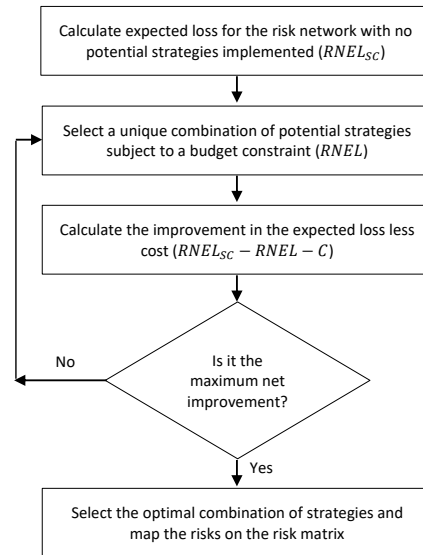 Calculate expected loss for the risk network with no
potential strategies implemented (RNEL_SC)
Select a unique combination of potential strategies
subject to a budget constraint (RNEL)
Calculate the improvement in the expected loss less
cost (RNEL_SC − RNEL − C)
No
Is it the
maximum net
improvement?
Yes
Select the optimal combination of strategies and
map the risks on the risk matrix